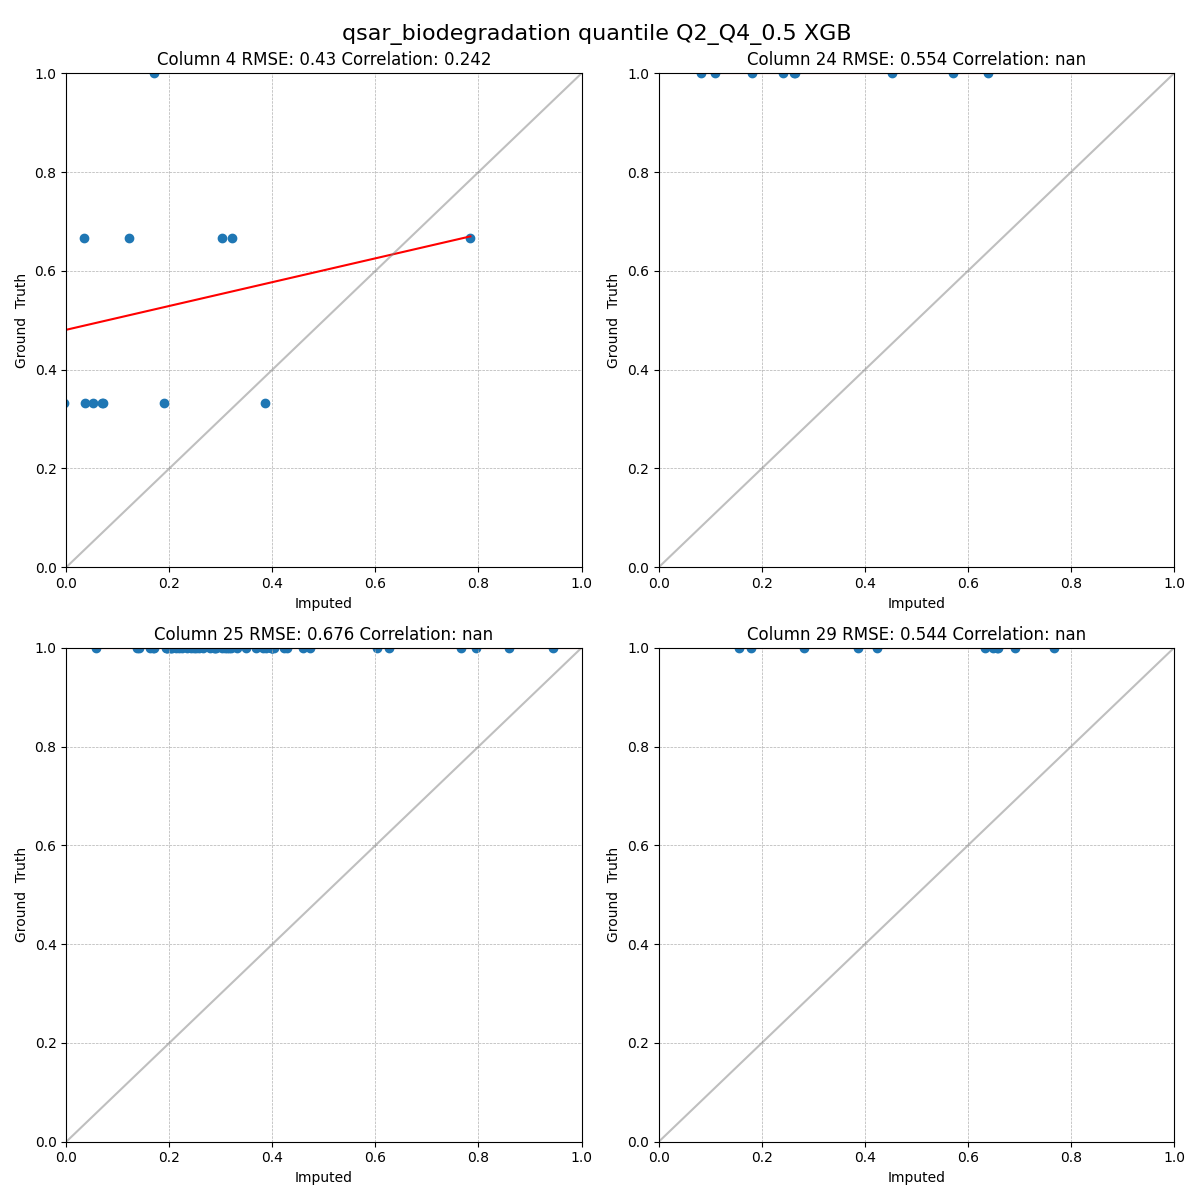 qsar_biodegradation quantile Q2_Q4_0.5 XGB
Column 4 RMSE: 0.43 Correlation: 0.242
1.0
0.8
0.6
0.4
0.2
0.0
Ground  Truth
0.0 0.2 0.4 0.6 0.8 1.0
Imputed
Column 24 RMSE: 0.554 Correlation: nan
1.0
0.8
0.6
0.4
0.2
0.0
Ground  Truth
0.0 0.2 0.4 0.6 0.8 1.0
Imputed
Column 25 RMSE: 0.676 Correlation: nan
1.0
0.8
0.6
0.4
0.2
0.0
Ground  Truth
0.0 0.2 0.4 0.6 0.8 1.0
Imputed
Column 29 RMSE: 0.544 Correlation: nan
1.0
0.8
0.6
0.4
0.2
0.0
Ground  Truth
0.0 0.2 0.4 0.6 0.8 1.0
Imputed